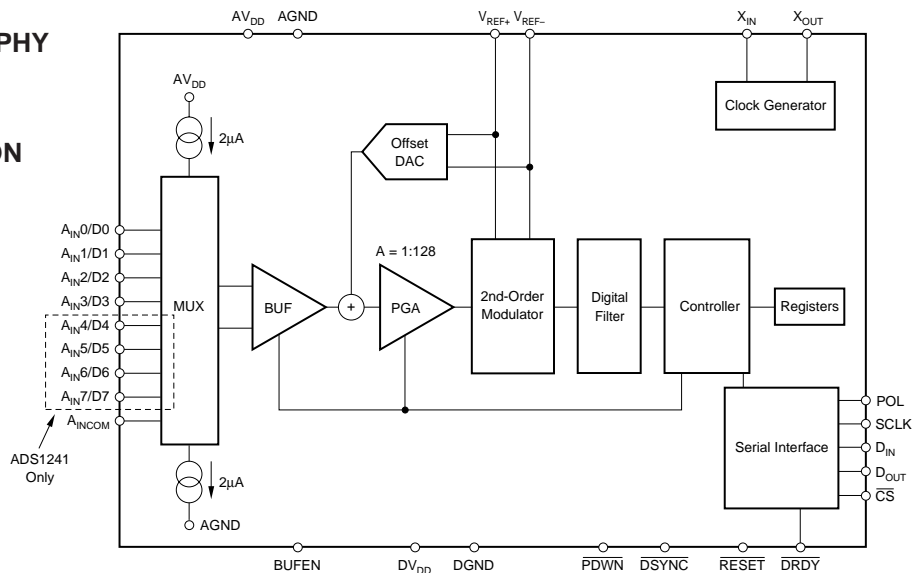 PHY
ON
AVDD AGND VREF+ VREF– XIN XOUT
AVDD
2μA
Clock Generator
Offset
DAC
AIN0/D0
AIN1/D1
AIN2/D2
AIN3/D3
AIN4/D4
AIN5/D5
AIN6/D6
AIN7/D7
AINCOM
ADS1241
Only
MUX
BUF
+
A = 1:128
PGA
2nd-Order
Modulator
Digital
Filter
Controller
Registers
Serial Interface
POL
SCLK
DIN
DOUT
CS
2μA
AGND
BUFEN DVDD DGND PDWN DSYNC RESET DRDY